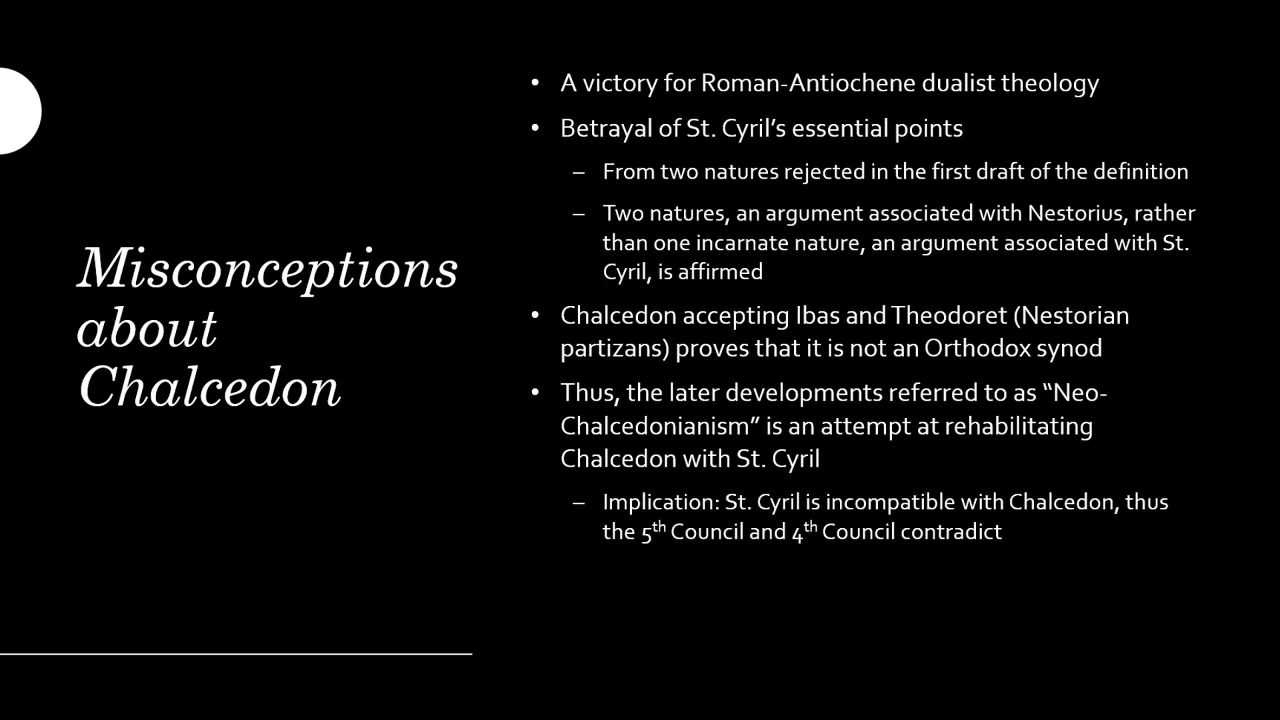 Misconceptions
about
Chalcedon
• A victory for Roman-Antiochene dualist theology
• Betrayal of St. Cyril’s essential points
– From two natures rejected in the first draft of the definition
– Two natures, an argument associated with Nestorius, rather
than one incarnate nature, an argument associated with St.
Cyril, is affirmed
• Chalcedon accepting Ibas and Theodoret (Nestorian
partizans) proves that it is not an Orthodox synod
• Thus, the later developments referred to as “Neo-
Chalcedonianism” is an attempt at rehabilitating
Chalcedon with St. Cyril
– Implication: St. Cyril is incompatible with Chalcedon, thus
the 5th Council and 4th Council contradict